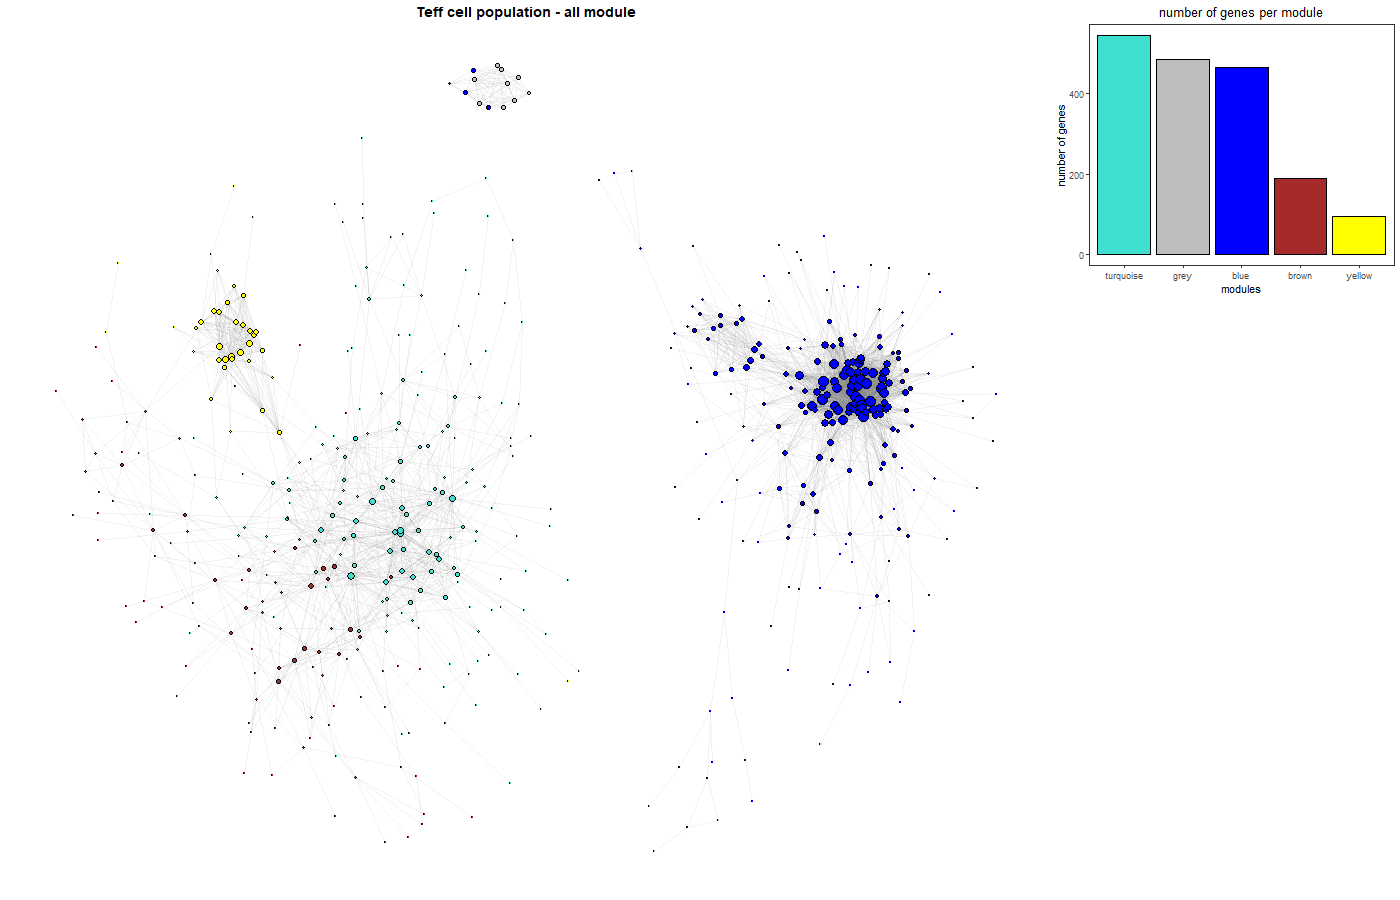 Teff cell population - all module
number of genes per module
number of genes
400
200
0
turquoise grey blue brown yellow
modules